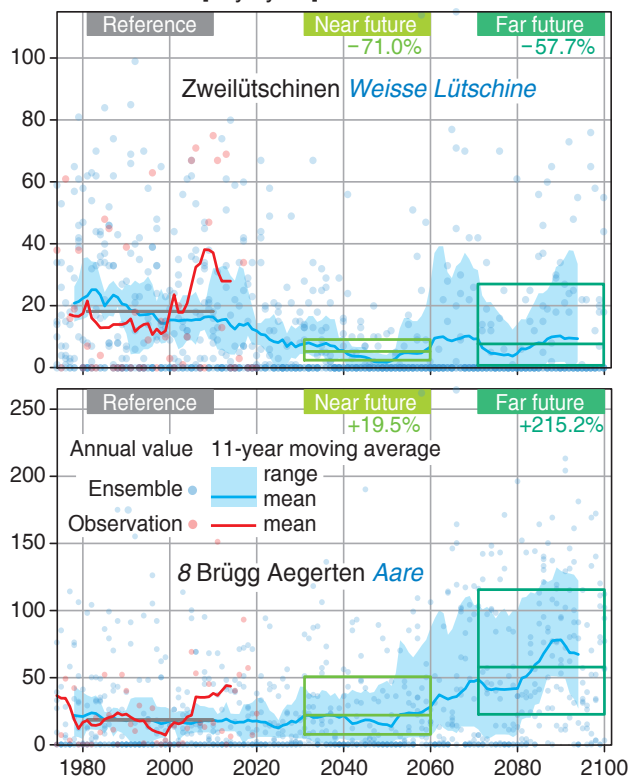 Reference Near future Far future
−71.0% −57.7%
100
Zweilütschinen Weisse Lütschine
80
60
40
20
0
Reference Near future Far future
250
+19.5% +215.2%
Annual value 11-year moving average
200
range
Ensemble mean
Observation mean
150
8 Brügg Aegerten Aare
100
50
0
1980 2000 2020 2040 2060 2080 2100